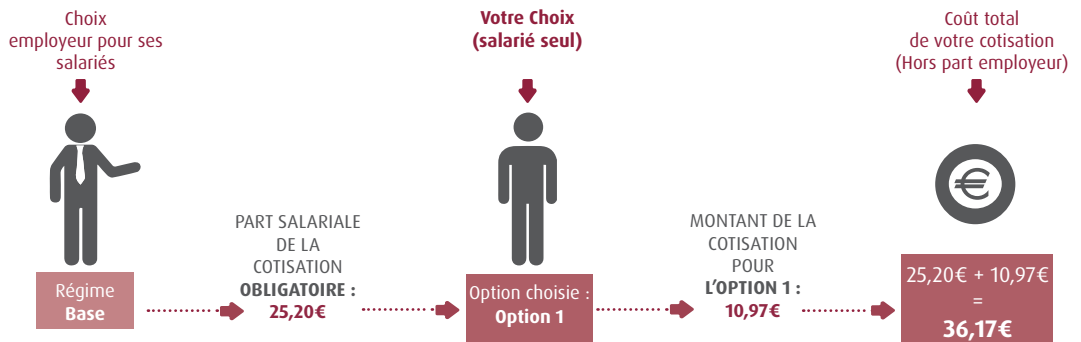 Choix
employeur pour ses
salariés
Régime
Base
PART SALARIALE
DE LA
COTISATION
OBLIGATOIRE :
25,20€
Votre Choix
(salarié seul)
Option choisie :
Option 1
MONTANT DE LA
COTISATION
POUR
L'OPTION 1 :
10,97€
Coût total
de votre cotisation
(Hors part employeur)
€
25,20€ + 10,97€
=
36,17€